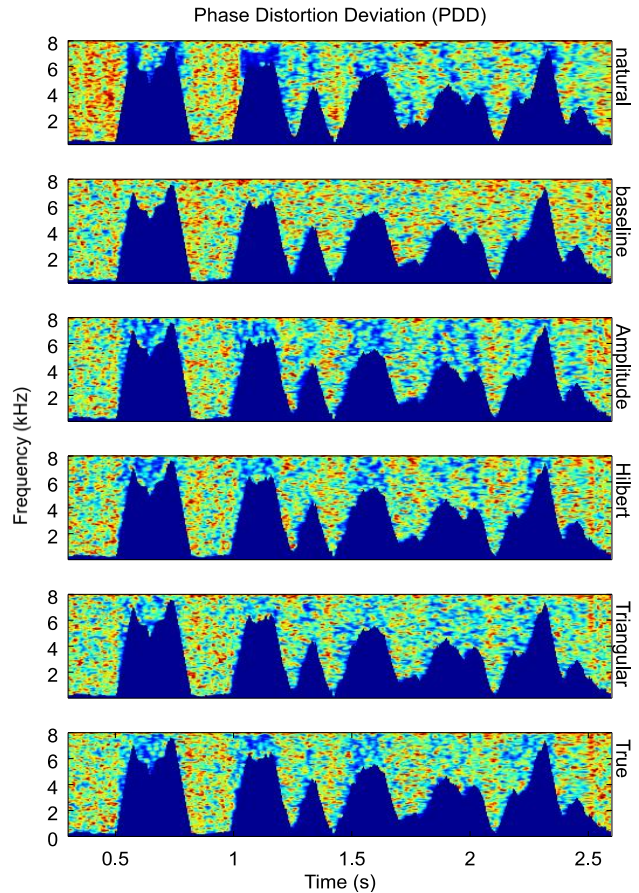 Phase Distortion Deviation (PDD)
8
6
4
2
natural
8
6
4
2
baseline
8
6
4
2
Amplitude
Frequency (kHz)
8
6
4
2
Hilbert
8
6
4
2
Triangular
8
6
4
2
0
True
0.5 1 1.5 2 2.5
Time (s)